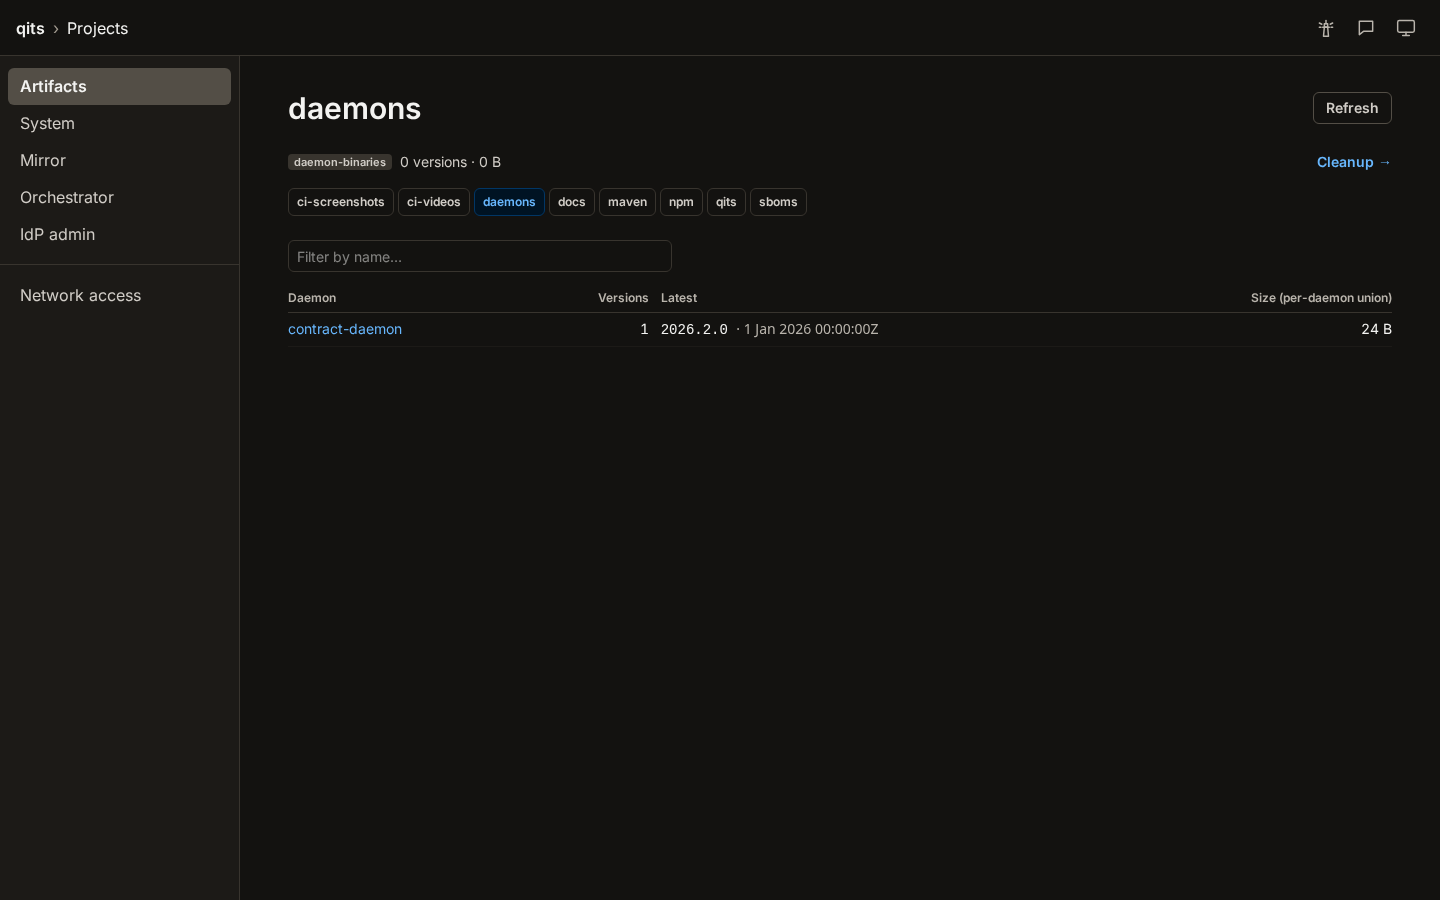 qits › Projects
Artifacts
System
Mirror
Orchestrator
IdP admin
Network access
daemons
Refresh
daemon-binaries 0 versions · 0 B
Cleanup →
ci-screenshots ci-videos daemons docs maven npm qits sboms
Filter by name...
Daemon Versions Latest Size (per-daemon union)
contract-daemon 1 2026.2.0 · 1 Jan 2026 00:00:00Z 24 B